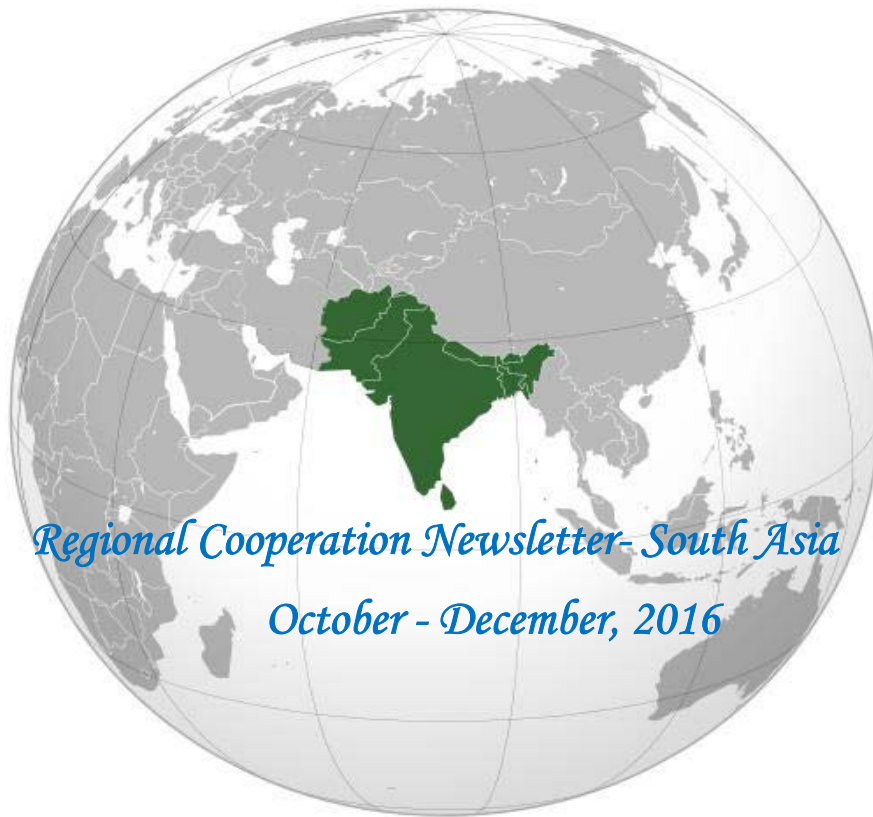 Regional Cooperation Newsletter- South Asia
October - December, 2016